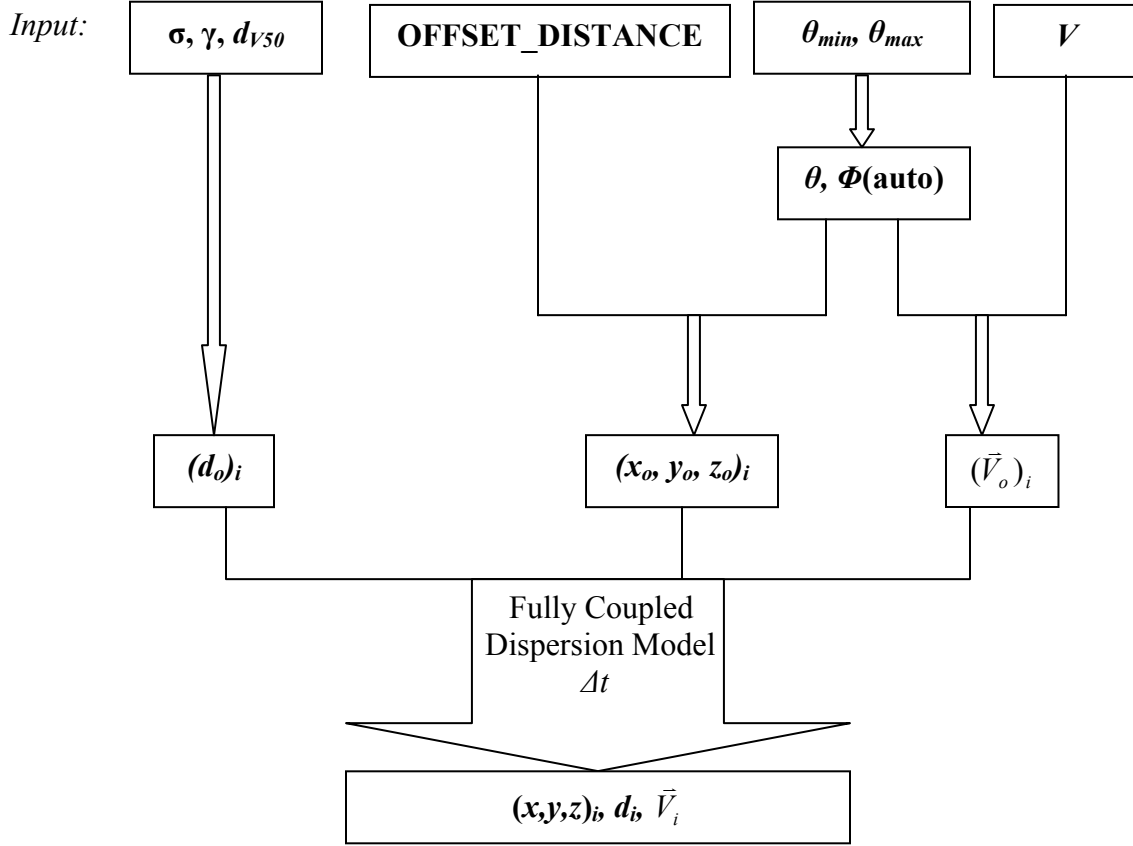 Input:
σ, γ, d_V50
OFFSET_DISTANCE
θ_min, θ_max
V
θ, Φ(auto)
(d_o)_i
(x_o, y_o, z_o)_i
(V̄_o)_i
Fully Coupled
Dispersion Model
Δt
(x,y,z)_i, d_i, V̄_i